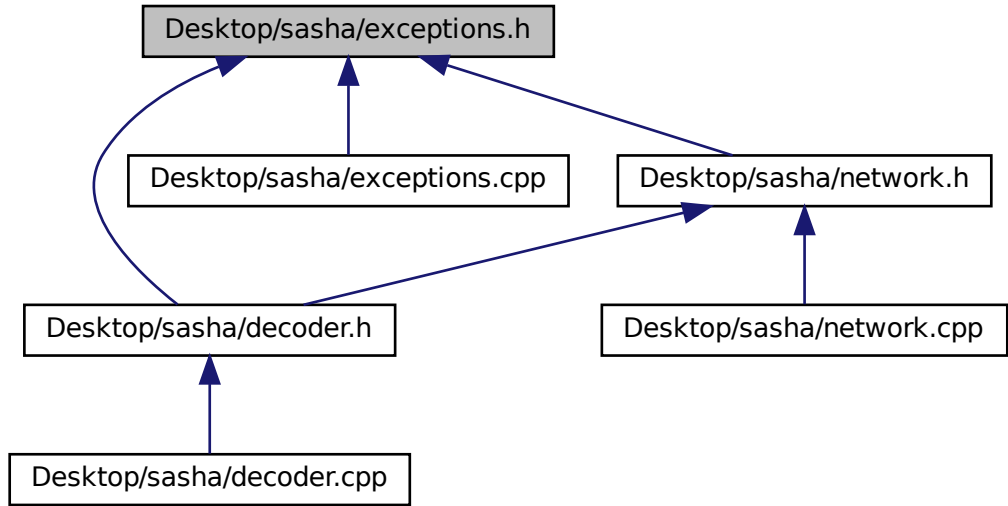 Desktop/sasha/exceptions.h
Desktop/sasha/exceptions.cpp
Desktop/sasha/network.h
Desktop/sasha/decoder.h
Desktop/sasha/network.cpp
Desktop/sasha/decoder.cpp